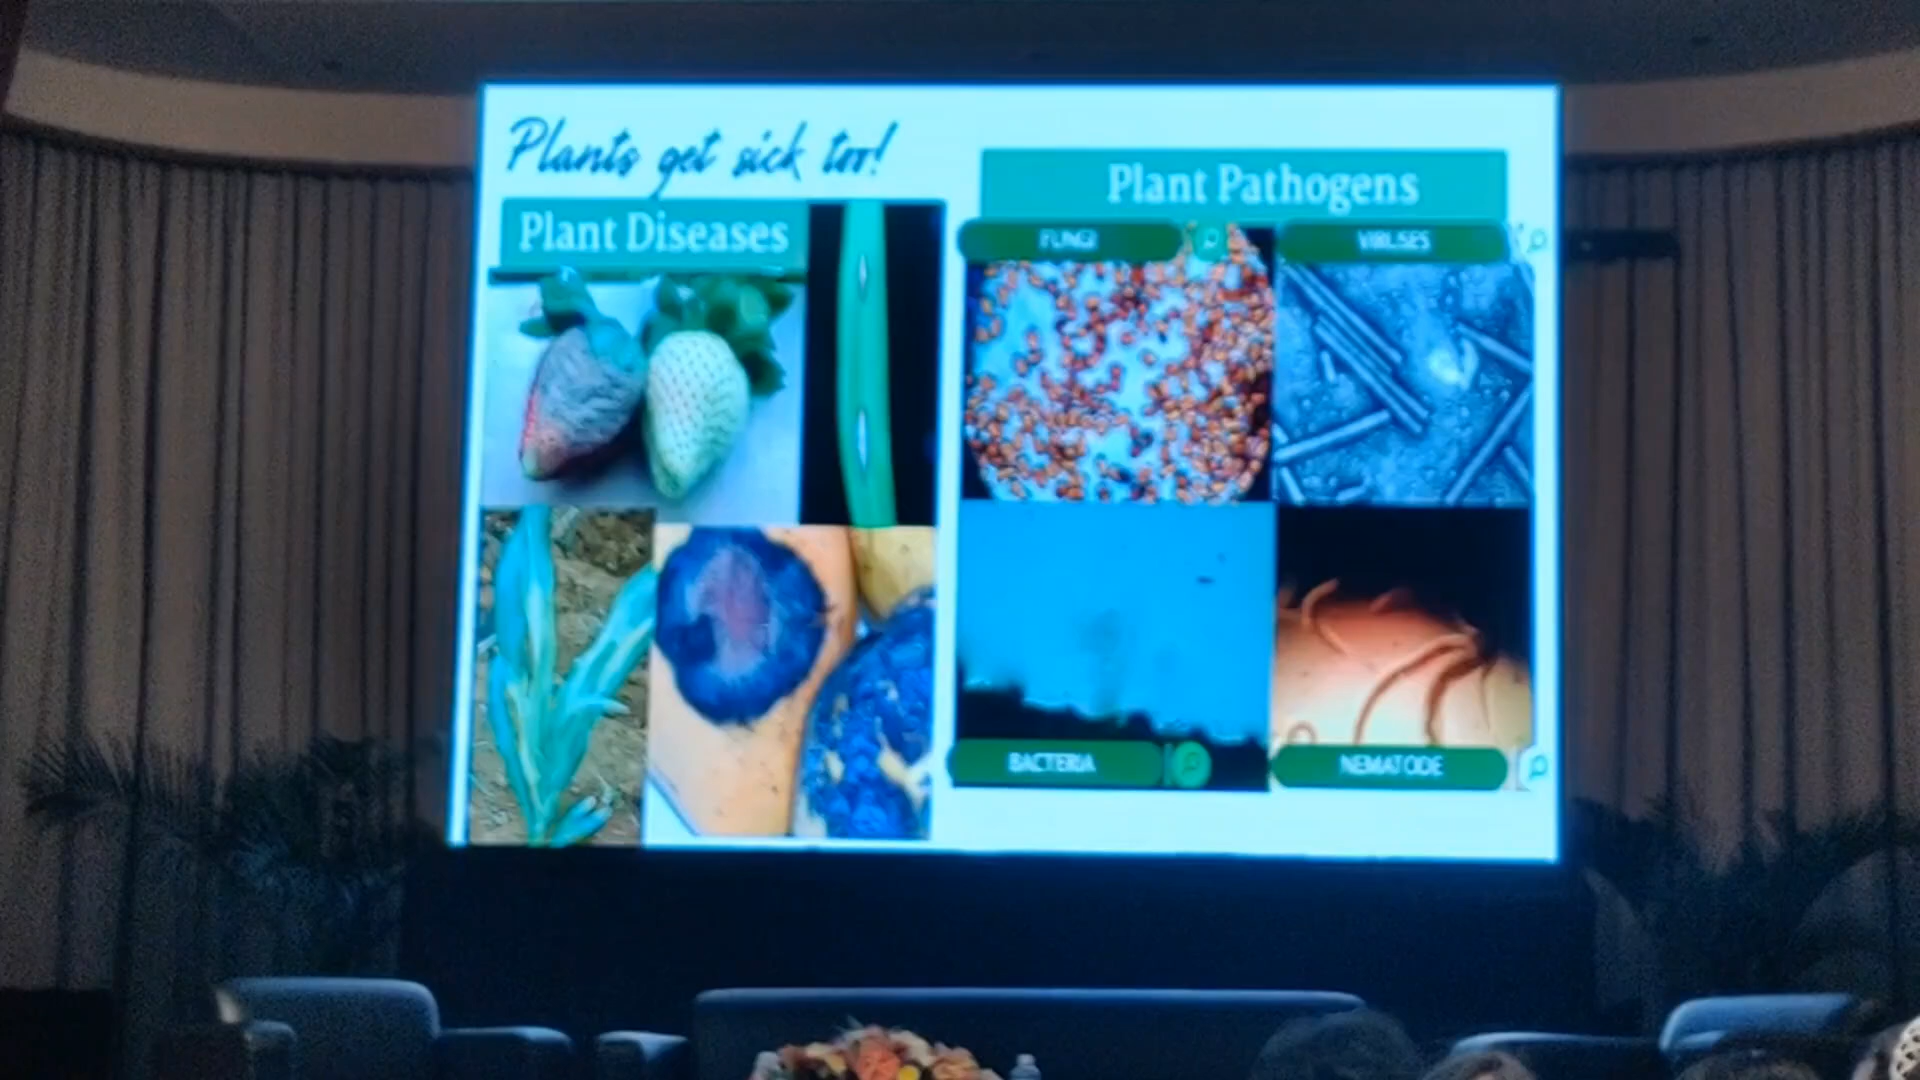 Plants get sick too!
Plant Diseases
Plant Pathogens
FUNGI
VIRUSES
BACTERIA
NEMATODE